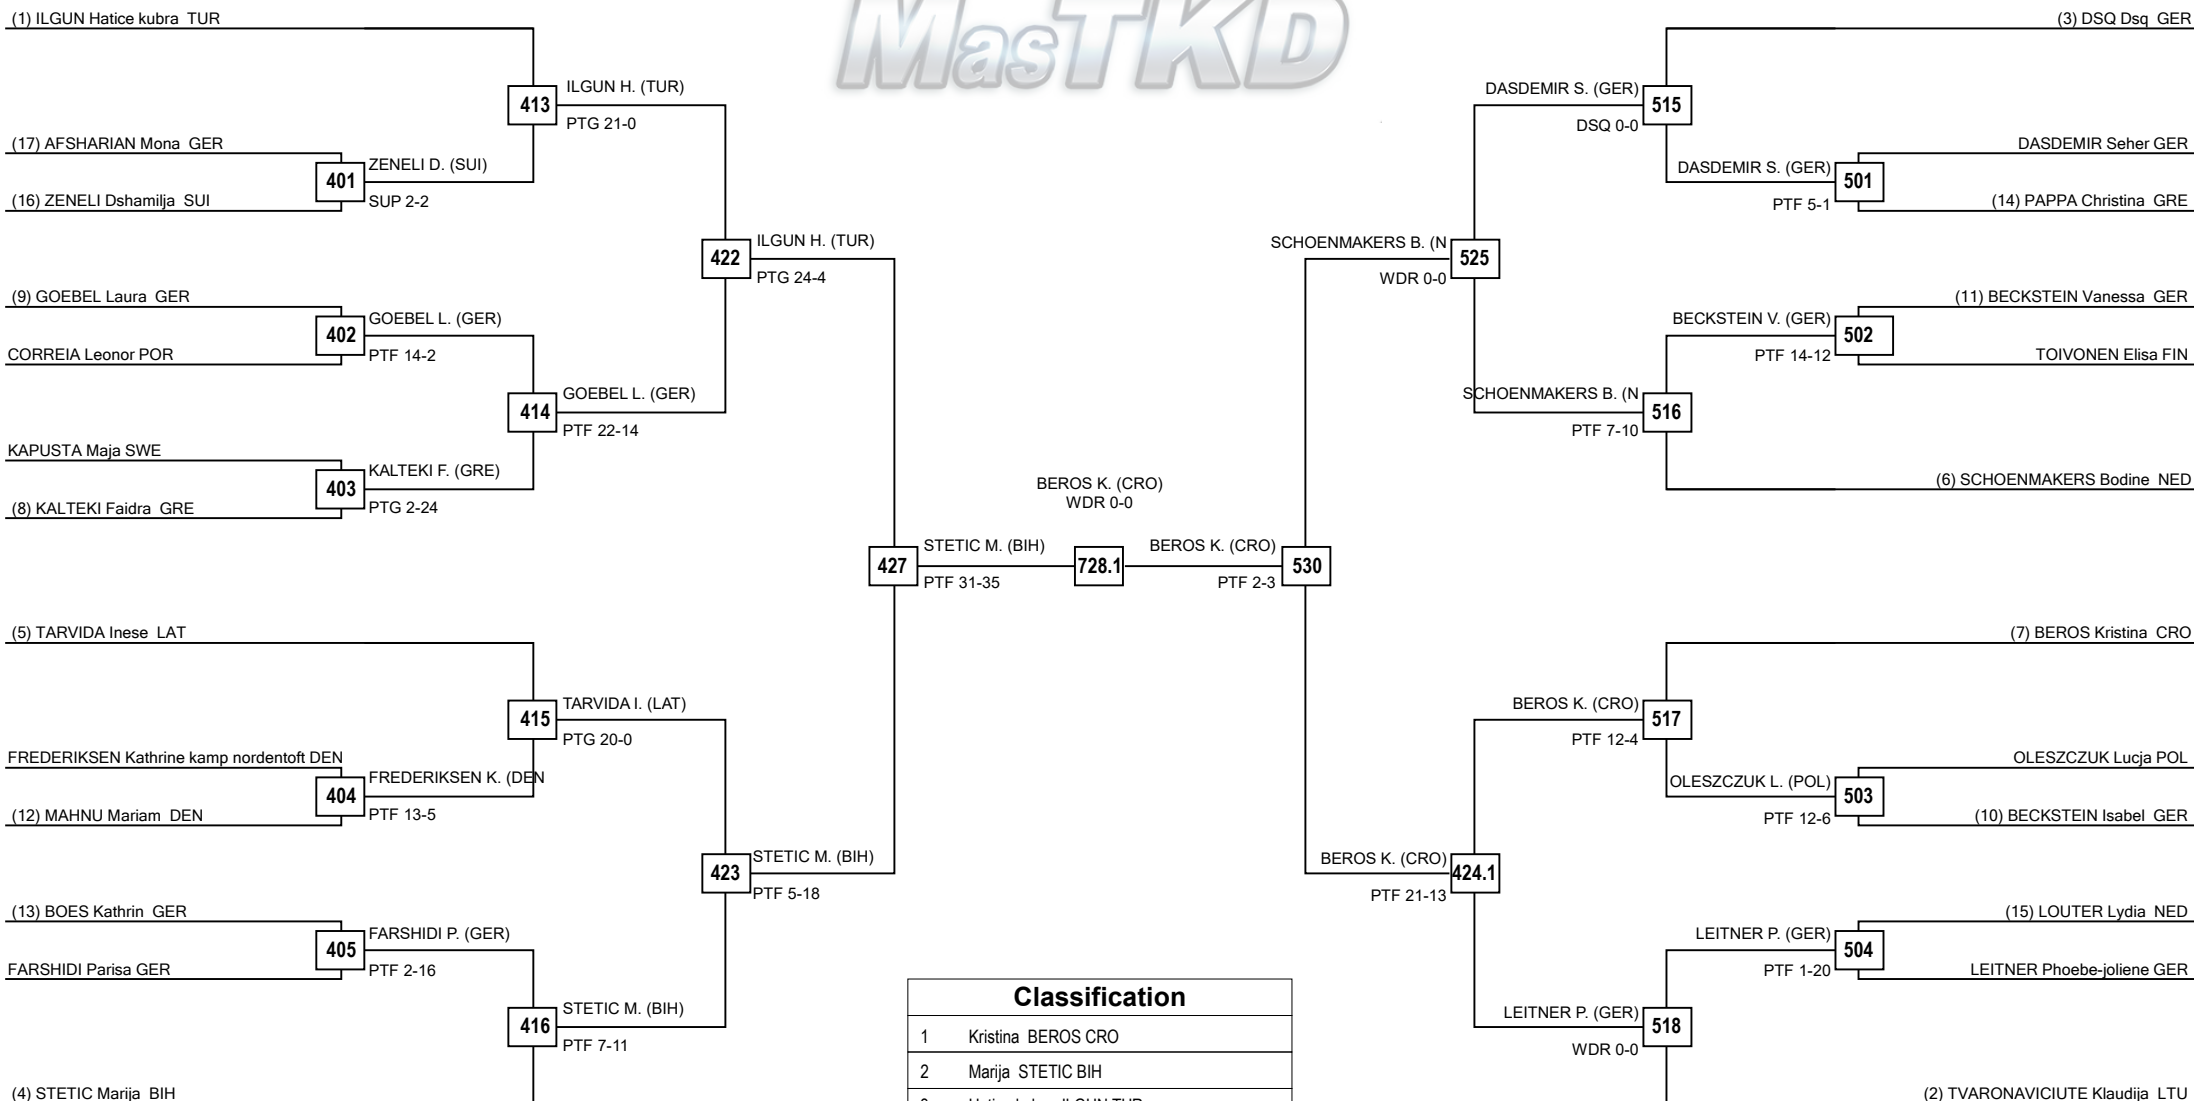 MasTKD
(1) ILGUN Hatice kubra TUR
(3) DSQ Dsq GER
413
ILGUN H. (TUR)
PTG 21-0
DASDEMIR S. (GER)
DSQ 0-0
515
(17) AFSHARIAN Mona GER
401
ZENELI D. (SUI)
SUP 2-2
(16) ZENELI Dshamilja SUI
DASDEMIR Seher GER
DASDEMIR S. (GER)
PTF 5-1
501
(14) PAPPA Christina GRE
422
ILGUN H. (TUR)
PTG 24-4
SCHOENMAKERS B. (N
WDR 0-0
525
(9) GOEBEL Laura GER
402
GOEBEL L. (GER)
PTF 14-2
CORREIA Leonor POR
(11) BECKSTEIN Vanessa GER
BECKSTEIN V. (GER)
PTF 14-12
502
TOIVONEN Elisa FIN
414
GOEBEL L. (GER)
PTF 22-14
SCHOENMAKERS B. (N
PTF 7-10
516
KAPUSTA Maja SWE
403
KALTEKI F. (GRE)
PTG 2-24
(8) KALTEKI Faidra GRE
(6) SCHOENMAKERS Bodine NED
BEROS K. (CRO)
WDR 0-0
427
STETIC M. (BIH)
PTF 31-35
728.1
BEROS K. (CRO)
PTF 2-3
530
(5) TARVIDA Inese LAT
(7) BEROS Kristina CRO
415
TARVIDA I. (LAT)
PTG 20-0
BEROS K. (CRO)
PTF 12-4
517
FREDERIKSEN Kathrine kamp nordentoft DEN
404
FREDERIKSEN K. (DEN
PTF 13-5
(12) MAHNU Mariam DEN
OLESZCZUK Lucja POL
OLESZCZUK L. (POL)
PTF 12-6
503
(10) BECKSTEIN Isabel GER
423
STETIC M. (BIH)
PTF 5-18
BEROS K. (CRO)
PTF 21-13
424.1
(13) BOES Kathrin GER
405
FARSHIDI P. (GER)
PTF 2-16
FARSHIDI Parisa GER
(15) LOUTER Lydia NED
LEITNER P. (GER)
PTF 1-20
504
LEITNER Phoebe-joliene GER
416
STETIC M. (BIH)
PTF 7-11
LEITNER P. (GER)
WDR 0-0
518
(4) STETIC Marija BIH
(2) TVARONAVICIUTE Klaudija LTU
Classification
1 Kristina BEROS CRO
2 Marija STETIC BIH